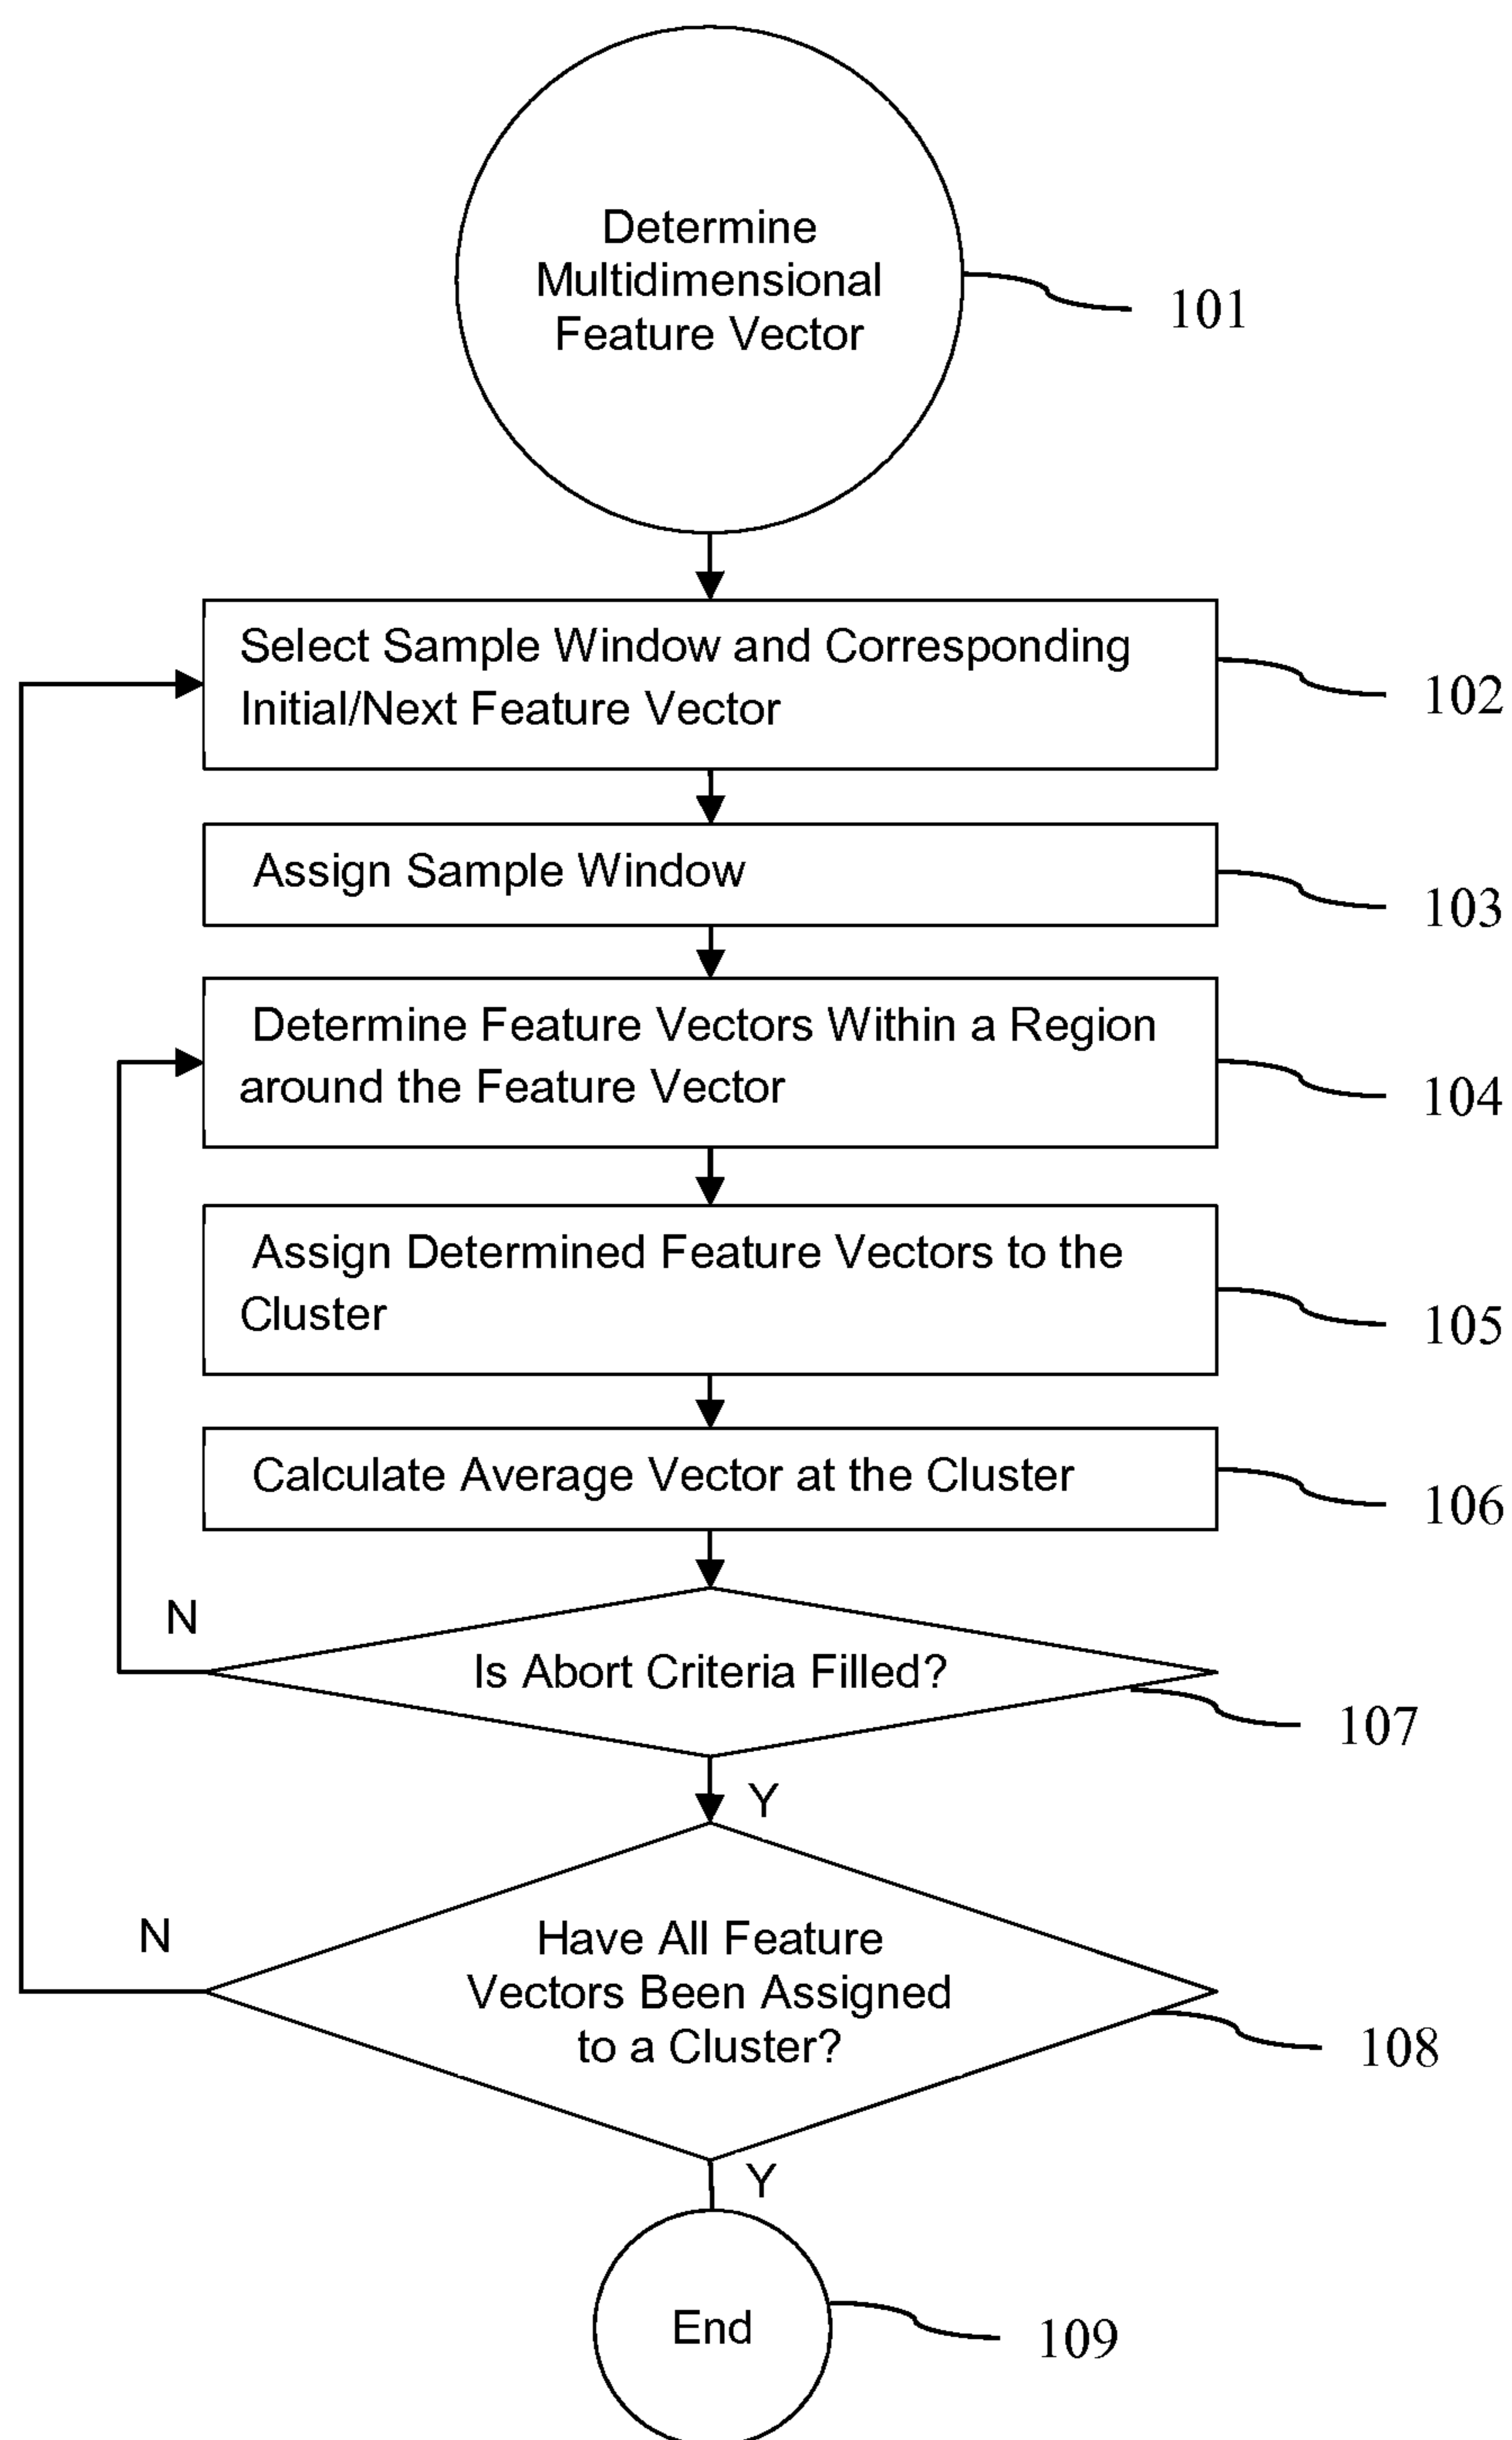 Determine
Multidimensional
Feature Vector
101
Select Sample Window and Corresponding
Initial/Next Feature Vector
102
Assign Sample Window
103
Determine Feature Vectors Within a Region
around the Feature Vector
104
Assign Determined Feature Vectors to the
Cluster
105
Calculate Average Vector at the Cluster
106
N
Is Abort Criteria Filled?
107
Y
N
Have All Feature
Vectors Been Assigned
to a Cluster?
108
Y
End
109